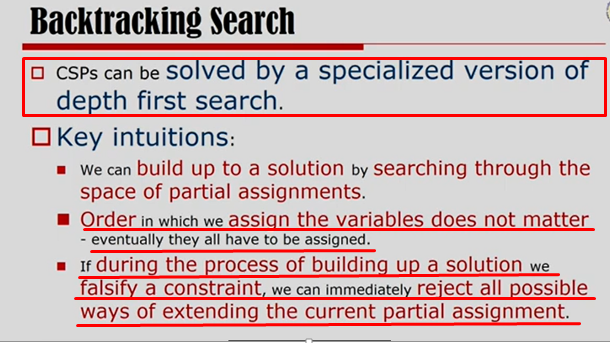 Backtracking Search
CSPs can be solved by a specialized version of
depth first search.
Key intuitions:
We can build up to a solution by searching through the
space of partial assignments.
Order in which we assign the variables does not matter
- eventually they all have to be assigned.
If during the process of building up a solution we
falsify a constraint, we can immediately reject all possible
ways of extending the current partial assignment.